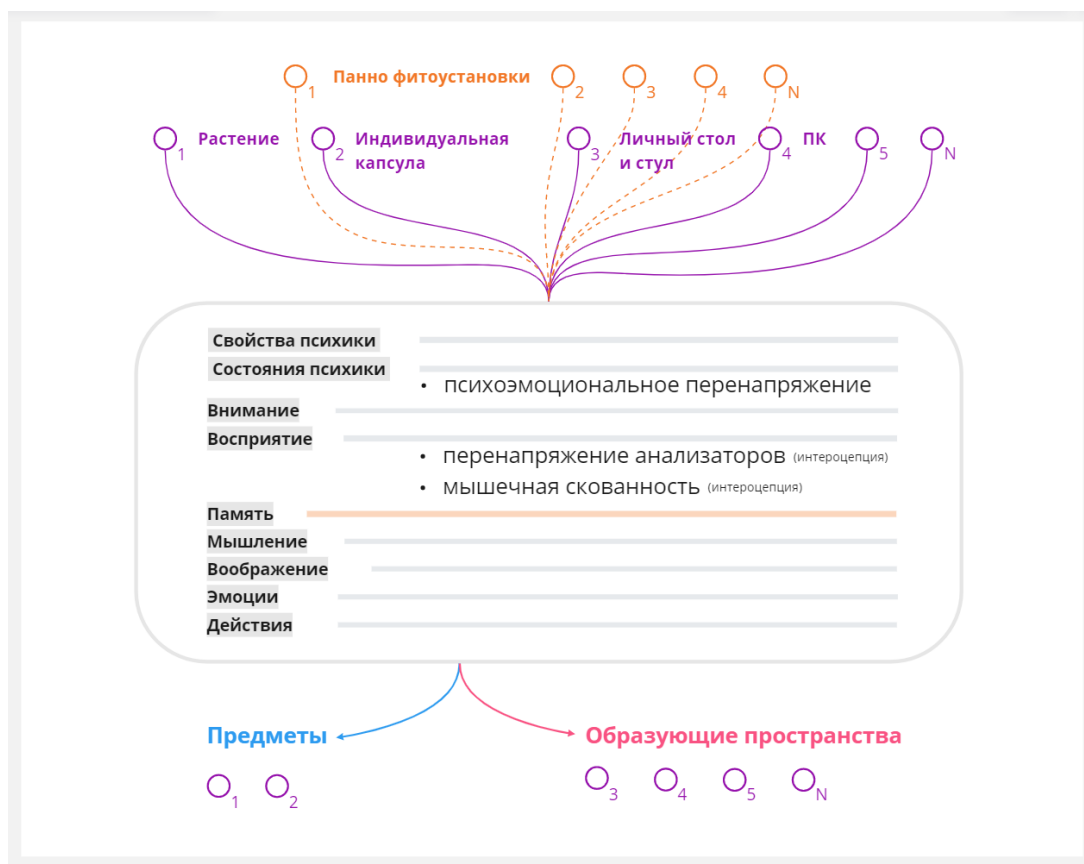 1 Панно фитоустановки 2 3 4 N
1 Растение 2 Индивидуальная 3 Личный стол 4 ПК 5 N
капсула и стул
Свойства психики
Состояния психики
• психоэмоциональное перенапряжение
Внимание
Восприятие
• перенапряжение анализаторов (интероцепция)
• мышечная скованность (интероцепция)
Память
Мышление
Воображение
Эмоции
Действия
Предметы Образующие пространства
1 2 3 4 5 N